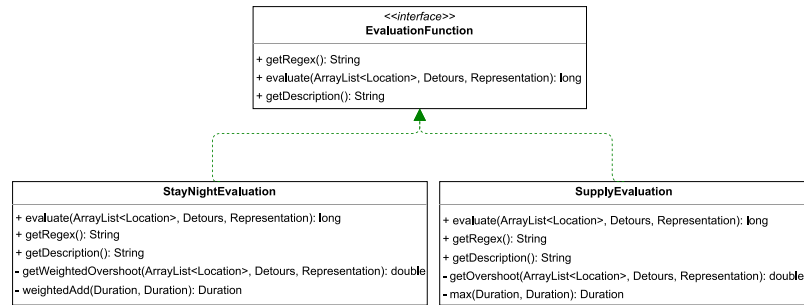 <<interface>>
EvaluationFunction
+ getRegex(): String
+ evaluate(ArrayList<Location>, Detours, Representation): long
+ getDescription(): String
StayNightEvaluation
+ evaluate(ArrayList<Location>, Detours, Representation): long
+ getRegex(): String
+ getDescription(): String
- getWeightedOvershoot(ArrayList<Location>, Detours, Representation): double
- weightedAdd(Duration, Duration): Duration
SupplyEvaluation
+ evaluate(ArrayList<Location>, Detours, Representation): long
+ getRegex(): String
+ getDescription(): String
- getOvershoot(ArrayList<Location>, Detours, Representation): double
- max(Duration, Duration): Duration